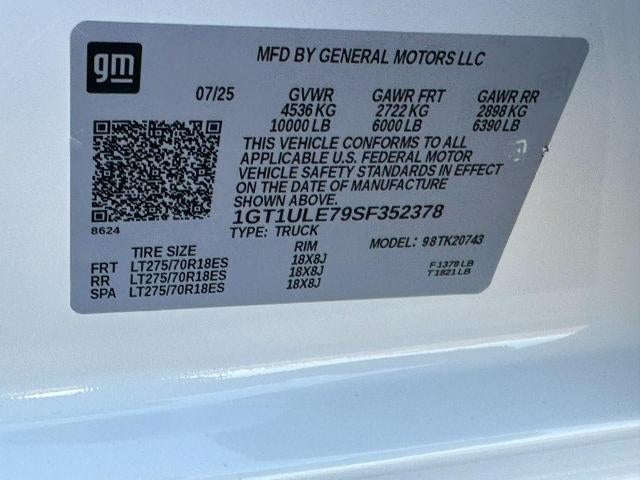 gm
MFD BY GENERAL MOTORS LLC
07/25 GVWR GAWR FRT GAWR RR
4536 KG 2722 KG 2898 KG
10000 LB 6000 LB 6390 LB
THIS VEHICLE CONFORMS TO ALL
APPLICABLE U.S. FEDERAL MOTOR
VEHICLE SAFETY STANDARDS IN EFFECT
ON THE DATE OF MANUFACTURE
SHOWN ABOVE.
8624
1GT1ULE79SF352378
TYPE: TRUCK
MODEL: 98TK20743
TIRE SIZE RIM
FRT LT275/70R18ES 18X8J
RR LT275/70R18ES 18X8J
SPA LT275/70R18ES 18X8J
F1378 LB
T1821 LB